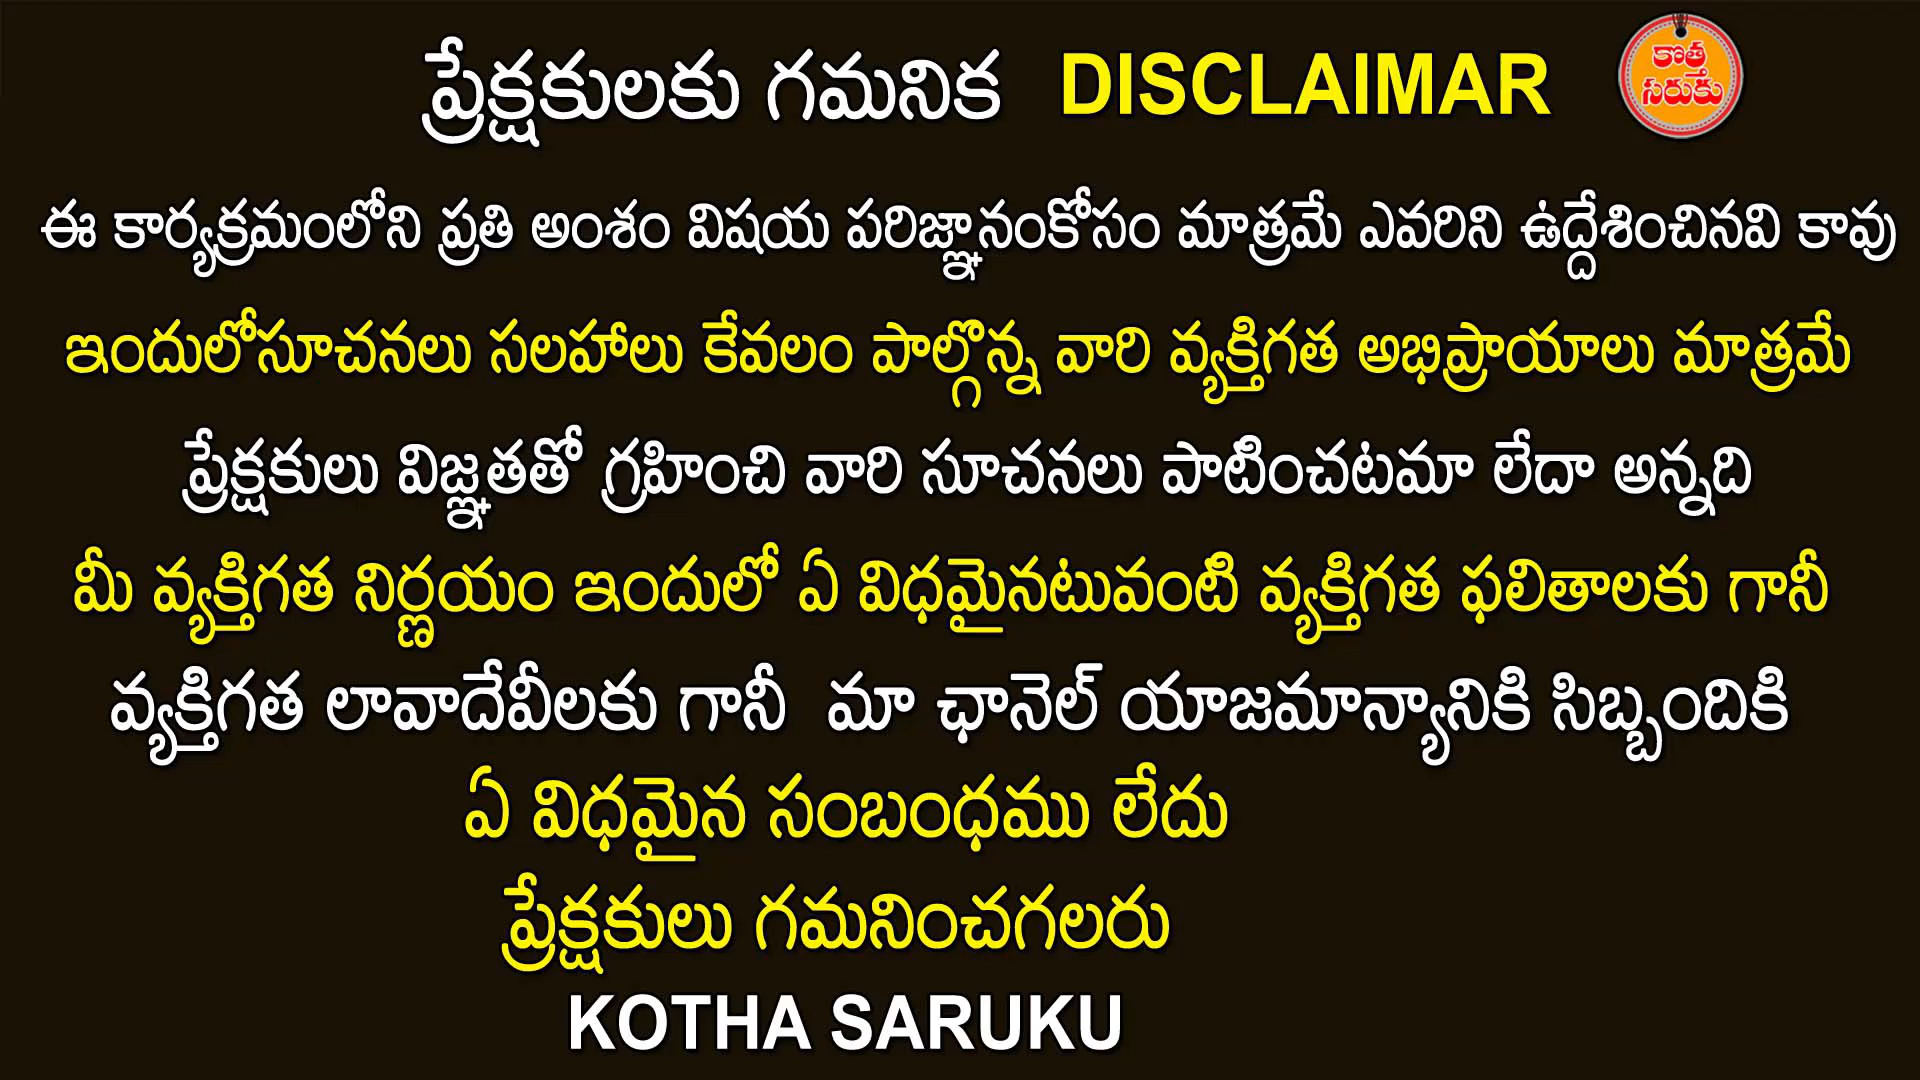 ప్రేక్షకులకు గమనిక DISCLAIMAR
కొత్త
సరుకు
ఈ కార్యక్రమంలోని ప్రతి అంశం విషయ పరిజ్ఞానంకోసం మాత్రమే ఎవరిని ఉద్దేశించినవి కావు
ఇందులోసూచనలు సలహాలు కేవలం పాల్గొన్న వారి వ్యక్తిగత అభిప్రాయాలు మాత్రమే
ప్రేక్షకులు విజ్ఞతతో గ్రహించి వారి సూచనలు పాటించటమా లేదా అన్నది
మీ వ్యక్తిగత నిర్ణయం ఇందులో ఏ విధమైనటువంటి వ్యక్తిగత ఫలితాలకు గానీ
వ్యక్తిగత లావాదేవీలకు గానీ మా ఛానెల్ యాజమాన్యానికి సిబ్బందికి
ఏ విధమైన సంబంధము లేదు
ప్రేక్షకులు గమనించగలరు
KOTHA SARUKU